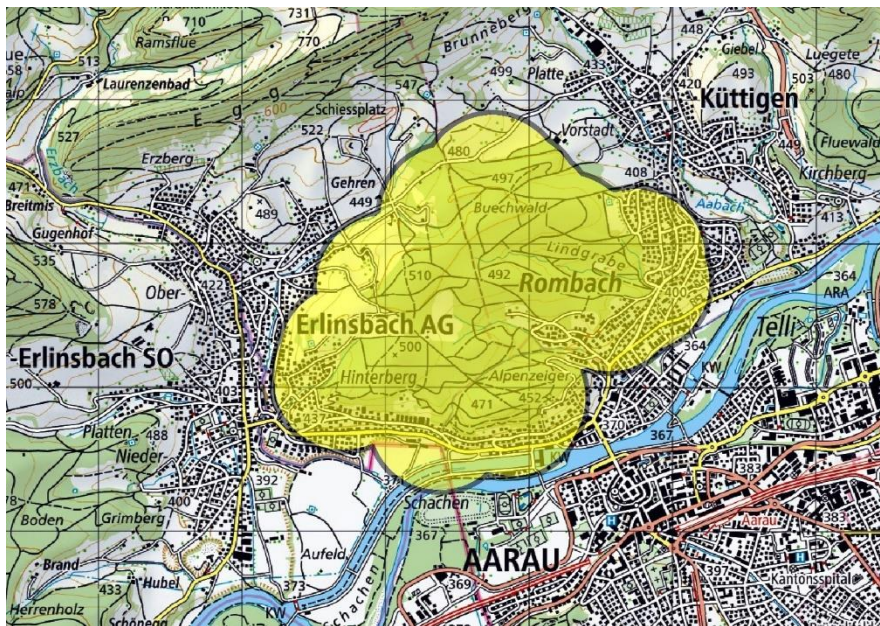 710
731
Ramsflüe
770
513
Laurenzenbad
Egg
600
547
Brunneberg
499
Platte
433
448
Giebel
493
Luegete
503
480
420
Küttigen
Schiessplatz
522
527
Erzbach
Erzberg
Vorstadt
449
Fluewald
Gehren
480
497
408
Kirchberg
471
449
Buechwald
Aabach
413
Breitmis
489
Gugenhof
Lindgrabe
535
510
492
Rombach
400
364
ARA
Ober
422
578
Erlinsbach AG
Telli
Erlinsbach SO
500
364
KW
500
Hinterberg
Alpenzeiger
471
452
437
370
367
Platten
488
Nieder
383
392
KW
400
Schachen
H
Aarau
383
Boden
Grimberg
367
Aufeld
AARAU
H
Brand
Hubel
373
369
397
Kantonsspital
433
Schachen
Herrenholz
Schönegg
KW